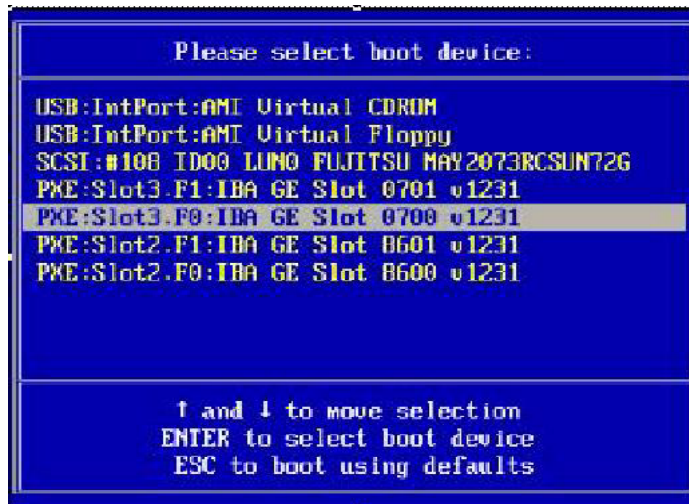 Please select boot device:
USB:IntPort:AMI Virtual CDROM
USB:IntPort:AMI Virtual Floppy
SCSI:#108 ID00 LUN0 FUJITSU MAY2073RCSUN72G
PXE:Slot3.F1:IBA GE Slot 0701 v1231
PXE:Slot3.F0:IBA GE Slot 0700 v1231
PXE:Slot2.F1:IBA GE Slot 8601 v1231
PXE:Slot2.F0:IBA GE Slot 8600 v1231
↑ and ↓ to move selection
ENTER to select boot device
ESC to boot using defaults